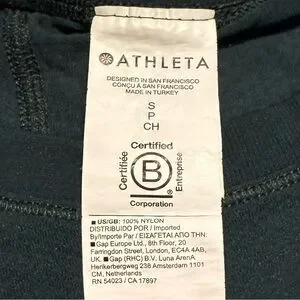 ATHLETA
DESIGNED IN SAN FRANCISCO
CONÇU À SAN FRANCISCO
MADE IN TURKEY
S
P
CH
Certified
Certifiée
B
Entreprise
Corporation
■ US/GB: 100% NYLON
DISTRIBUIDO POR / Imported
By/Importe Par / ΕΙΣΑΓΕΤΑΙ ΑΠΟ ΤΗΝ:
■ Gap Europe Ltd., 8th Floor, 20
Farringdon Street, London, EC4A 4AB,
UK. ■ Gap (RHC) B.V. Luna ArenA
Herikerbergweg 238 Amsterdam 1101
CM, Netherlands
RN 54023 / CA 17897